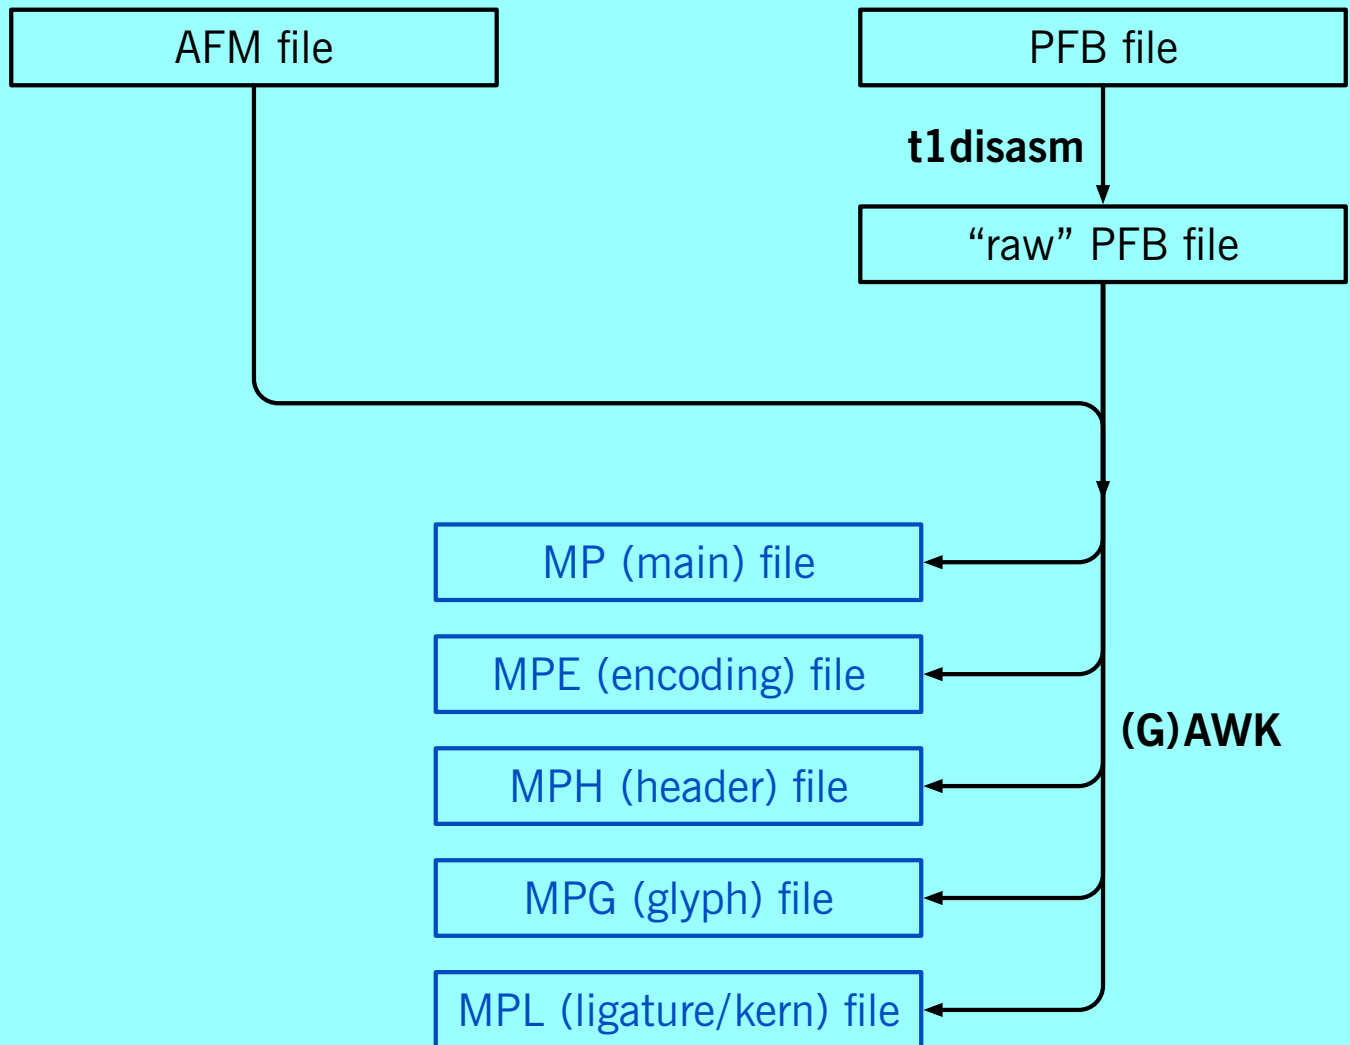 AFM file
PFB file
t1disasm
“raw” PFB file
MP (main) file
MPE (encoding) file
(G)AWK
MPH (header) file
MPG (glyph) file
MPL (ligature/kern) file